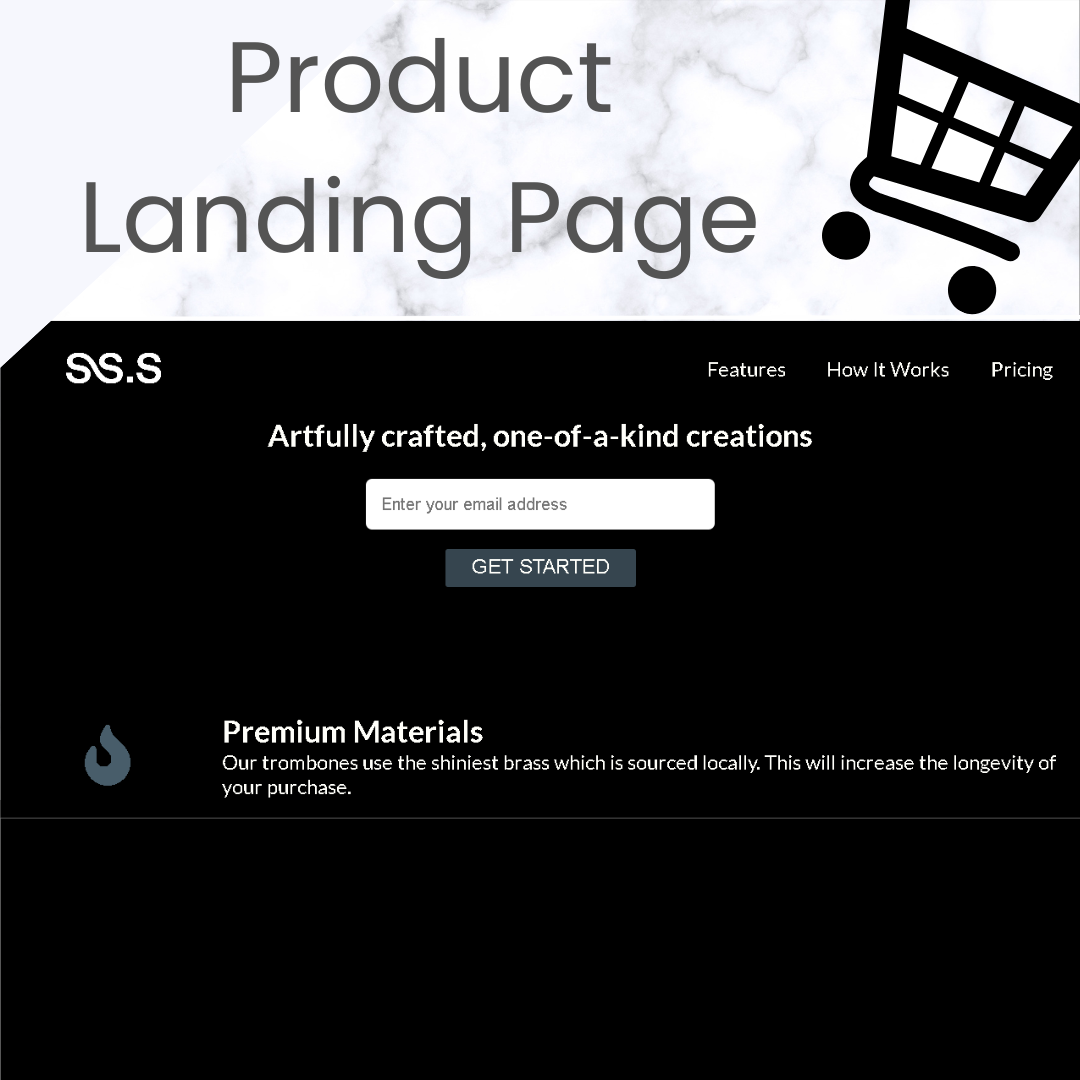 Product
Landing Page
SS.S
Features How It Works Pricing
Artfully crafted, one-of-a-kind creations
Enter your email address
GET STARTED
Premium Materials
Our trombones use the shiniest brass which is sourced locally. This will increase the longevity of
your purchase.